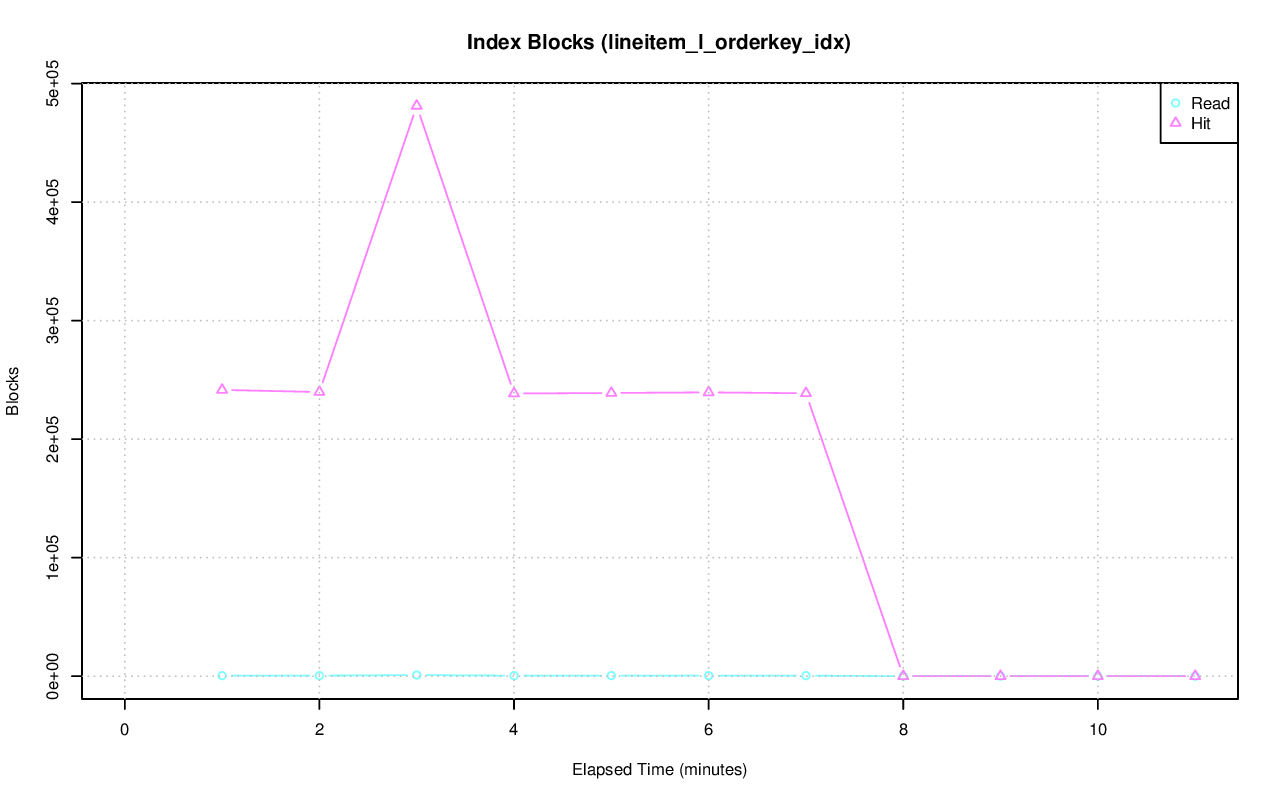 Index Blocks (lineitem_l_orderkey_idx)
Read
Hit
5e+05
4e+05
3e+05
2e+05
1e+05
0e+00
Blocks
0
2
4
6
8
10
Elapsed Time (minutes)